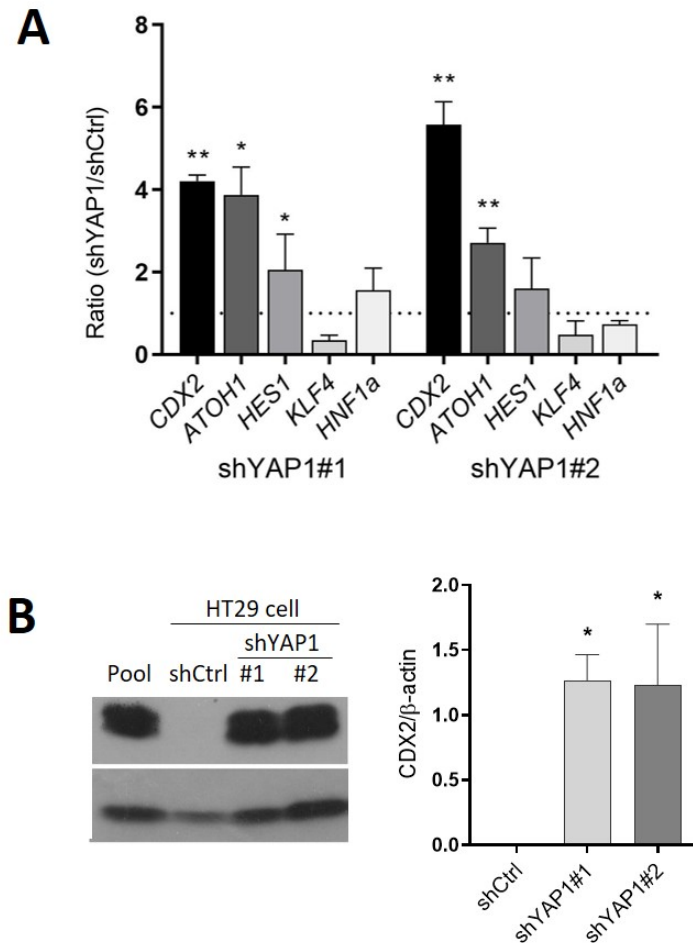 A
Ratio (shYAP1/shCtrl)
8
6
4
2
0
** * * ** **
CDX2 ATOH1 HES1 KLF4 HNF1a CDX2 ATOH1 HES1 KLF4 HNF1a
shYAP1#1 shYAP1#2
B
HT29 cell
shYAP1
Pool shCtrl #1 #2
CDX2/β-actin
2.0
1.5
1.0
0.5
0.0
* *
shCtrl shYAP1#1 shYAP1#2